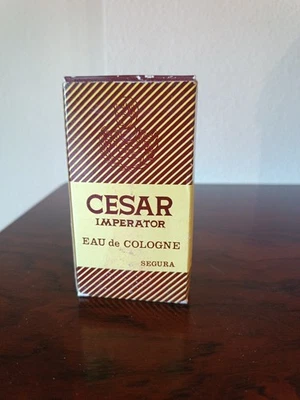 CESAR
IMPERATOR
EAU de COLOGNE
SEGURA